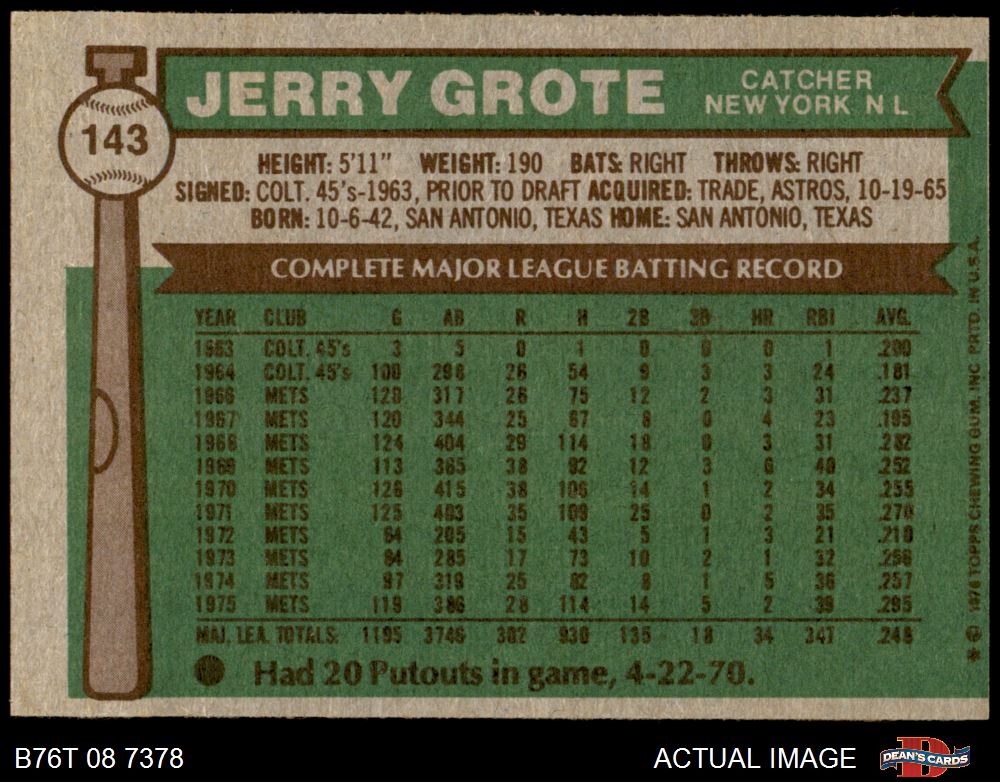 JERRY GROTE
CATCHER
NEW YORK N L
143
HEIGHT: 5'11" WEIGHT: 190 BATS: RIGHT THROWS: RIGHT
SIGNED: COLT. 45's-1963, PRIOR TO DRAFT ACQUIRED: TRADE, ASTROS, 10-19-65
BORN: 10-6-42, SAN ANTONIO, TEXAS HOME: SAN ANTONIO, TEXAS
COMPLETE MAJOR LEAGUE BATTING RECORD
YEAR CLUB G AB R H 2B 3B HR RBI AVG.
1963 COLT. 45's 3 5 0 1 0 0 0 1 .200
1964 COLT. 45's 100 298 26 54 9 3 3 24 .181
1966 METS 120 317 26 75 12 2 3 31 .237
1967 METS 120 344 25 67 8 0 4 23 .195
1968 METS 124 404 29 114 18 0 3 31 .282
1969 METS 113 365 38 92 12 3 6 40 .252
1970 METS 126 415 38 106 14 1 2 34 .255
1971 METS 125 403 35 109 25 0 2 35 .270
1972 METS 64 205 15 43 5 1 3 21 .210
1973 METS 84 285 17 73 10 2 1 32 .256
1974 METS 97 319 25 82 8 1 5 36 .257
1975 METS 119 386 28 114 14 5 2 39 .295
MAJ. LEA. TOTALS: 1195 3746 302 930 135 18 34 347 .248
Had 20 Putouts in game, 4-22-70.
* © 1976 TOPPS CHEWING GUM, INC. PRTD. IN U.S.A.
B76T 08 7378
ACTUAL IMAGE
DEAN'S CARDS